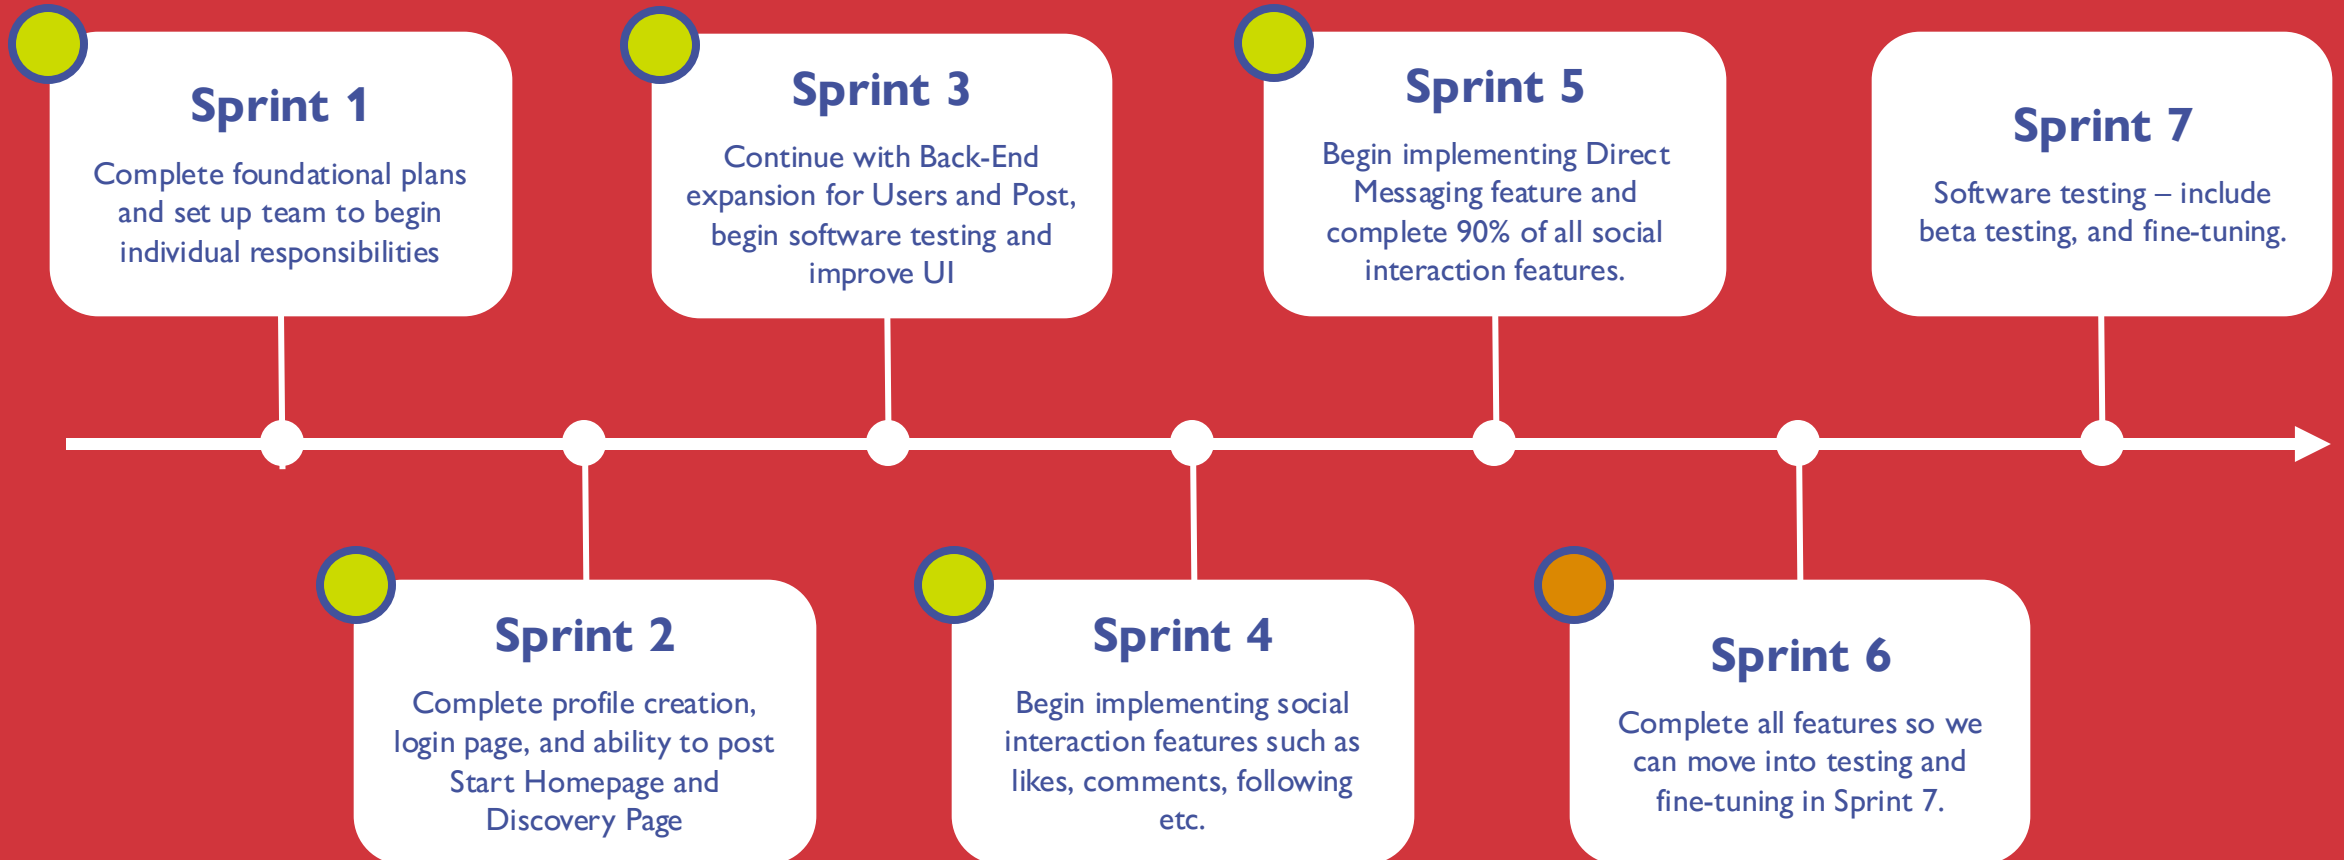 Sprint 1
Complete foundational plans
and set up team to begin
individual responsibilities
Sprint 2
Complete profile creation,
login page, and ability to post
Start Homepage and
Discovery Page
Sprint 3
Continue with Back-End
expansion for Users and Post,
begin software testing and
improve UI
Sprint 4
Begin implementing social
interaction features such as
likes, comments, following
etc.
Sprint 5
Begin implementing Direct
Messaging feature and
complete 90% of all social
interaction features.
Sprint 6
Complete all features so we
can move into testing and
fine-tuning in Sprint 7.
Sprint 7
Software testing – include
beta testing, and fine-tuning.